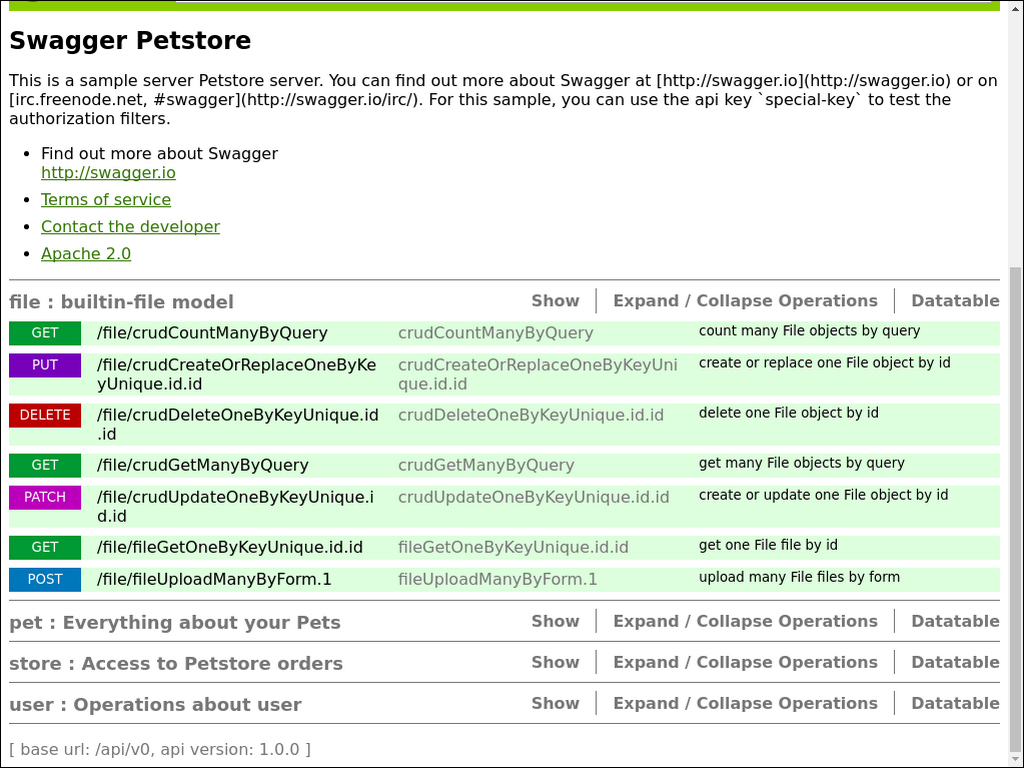 Swagger Petstore
This is a sample server Petstore server. You can find out more about Swagger at [http://swagger.io](http://swagger.io) or on
[irc.freenode.net, #swagger](http://swagger.io/irc/). For this sample, you can use the api key `special-key` to test the
authorization filters.
• Find out more about Swagger
http://swagger.io
• Terms of service
• Contact the developer
• Apache 2.0
file : builtin-file model Show Expand / Collapse Operations Datatable
GET /file/crudCountManyByQuery crudCountManyByQuery count many File objects by query
PUT /file/crudCreateOrReplaceOneByKe crudCreateOrReplaceOneByKeyUni create or replace one File object by id
yUnique.id.id que.id.id
DELETE /file/crudDeleteOneByKeyUnique.id crudDeleteOneByKeyUnique.id.id delete one File object by id
.id
GET /file/crudGetManyByQuery crudGetManyByQuery get many File objects by query
PATCH /file/crudUpdateOneByKeyUnique.i crudUpdateOneByKeyUnique.id.id create or update one File object by id
d.id
GET /file/fileGetOneByKeyUnique.id.id fileGetOneByKeyUnique.id.id get one File file by id
POST /file/fileUploadManyByForm.1 fileUploadManyByForm.1 upload many File files by form
pet : Everything about your Pets Show Expand / Collapse Operations Datatable
store : Access to Petstore orders Show Expand / Collapse Operations Datatable
user : Operations about user Show Expand / Collapse Operations Datatable
[ base url: /api/v0, api version: 1.0.0 ]